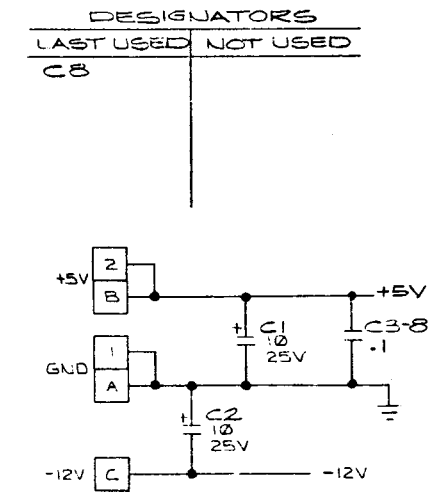 DESIGNATORS
LAST USED NOT USED
C8
2
+5V
B
+5V
+ C1
10
25V
C3-8
.1
1
GND
A
+ C2
10
25V
-12V C -12V